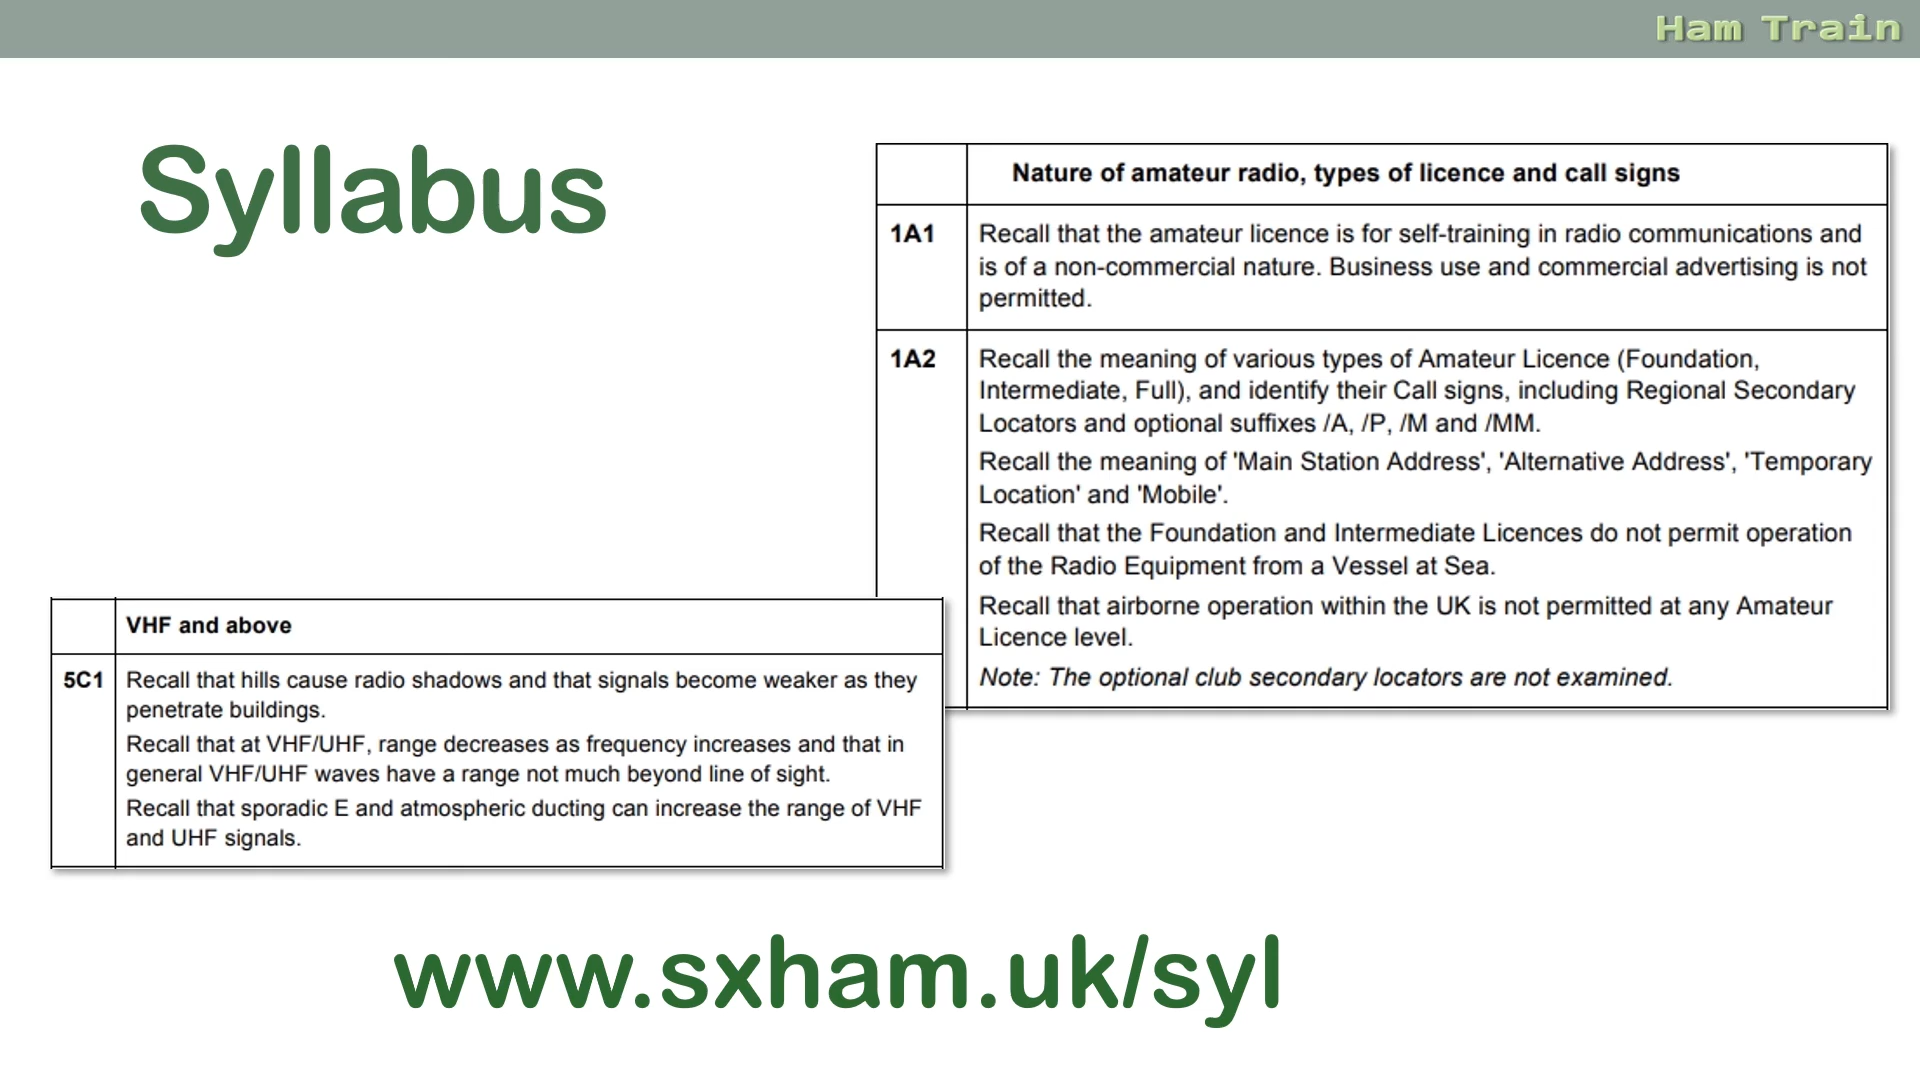 Ham Train
Syllabus
Nature of amateur radio, types of licence and call signs
1A1
Recall that the amateur licence is for self-training in radio communications and
is of a non-commercial nature. Business use and commercial advertising is not
permitted.
1A2
Recall the meaning of various types of Amateur Licence (Foundation,
Intermediate, Full), and identify their Call signs, including Regional Secondary
Locators and optional suffixes /A, /P, /M and /MM.
Recall the meaning of 'Main Station Address', 'Alternative Address', 'Temporary
Location' and 'Mobile'.
Recall that the Foundation and Intermediate Licences do not permit operation
of the Radio Equipment from a Vessel at Sea.
Recall that airborne operation within the UK is not permitted at any Amateur
Licence level.
Note: The optional club secondary locators are not examined.
VHF and above
5C1
Recall that hills cause radio shadows and that signals become weaker as they
penetrate buildings.
Recall that at VHF/UHF, range decreases as frequency increases and that in
general VHF/UHF waves have a range not much beyond line of sight.
Recall that sporadic E and atmospheric ducting can increase the range of VHF
and UHF signals.
www.sxham.uk/syl